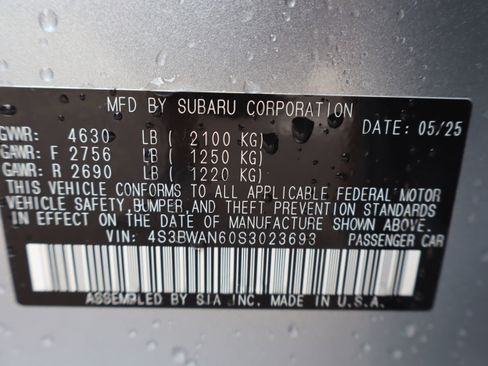 MFD BY SUBARU CORPORATION
DATE: 05/25
GVWR: 4630 LB ( 2100 KG)
GAWR: F 2756 LB ( 1250 KG)
GAWR: R 2690 LB ( 1220 KG)
THIS VEHICLE CONFORMS TO ALL APPLICABLE FEDERAL MOTOR
VEHICLE SAFETY,BUMPER,AND THEFT PREVENTION STANDARDS
IN EFFECT ON THE DATE OF MANUFACTURE SHOWN ABOVE.
VIN: 4S3BWAN60S3023693 PASSENGER CAR
ASSEMBLED BY S.I.A INC. MADE IN U.S.A.